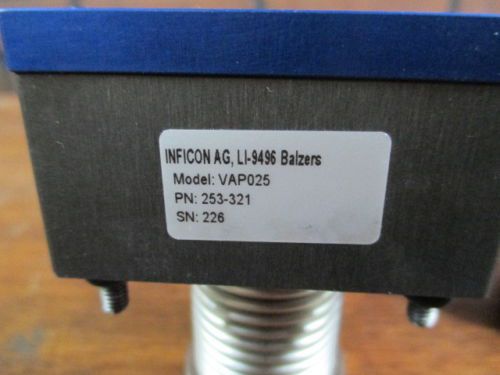 INFICON AG, LI-9496 Balzers
Model: VAP025
PN: 253-321
SN: 226